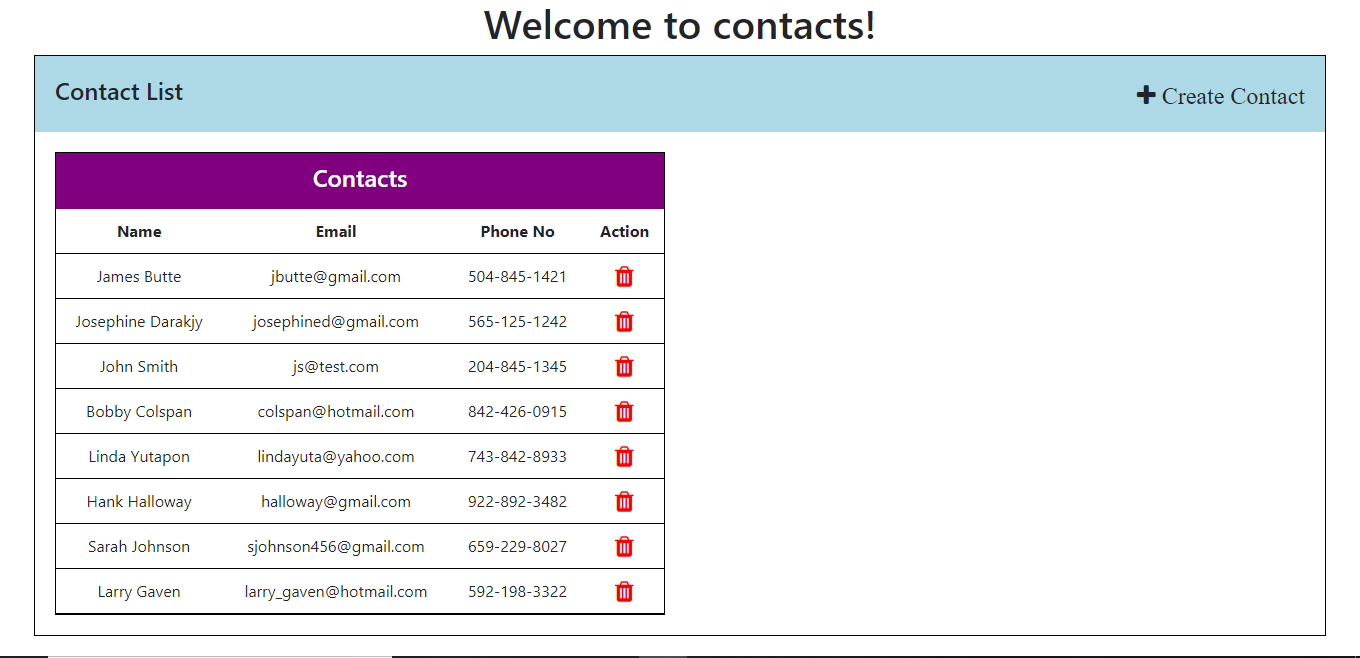 Welcome to contacts!
Contact List
Create Contact
Contacts
Name Email Phone No Action
James Butte jbutte@gmail.com 504-845-1421
Josephine Darakjy josephined@gmail.com 565-125-1242
John Smith js@test.com 204-845-1345
Bobby Colspan colspan@hotmail.com 842-426-0915
Linda Yutapon lindayuta@yahoo.com 743-842-8933
Hank Halloway halloway@gmail.com 922-892-3482
Sarah Johnson sjohnson456@gmail.com 659-229-8027
Larry Gaven larry_gaven@hotmail.com 592-198-3322